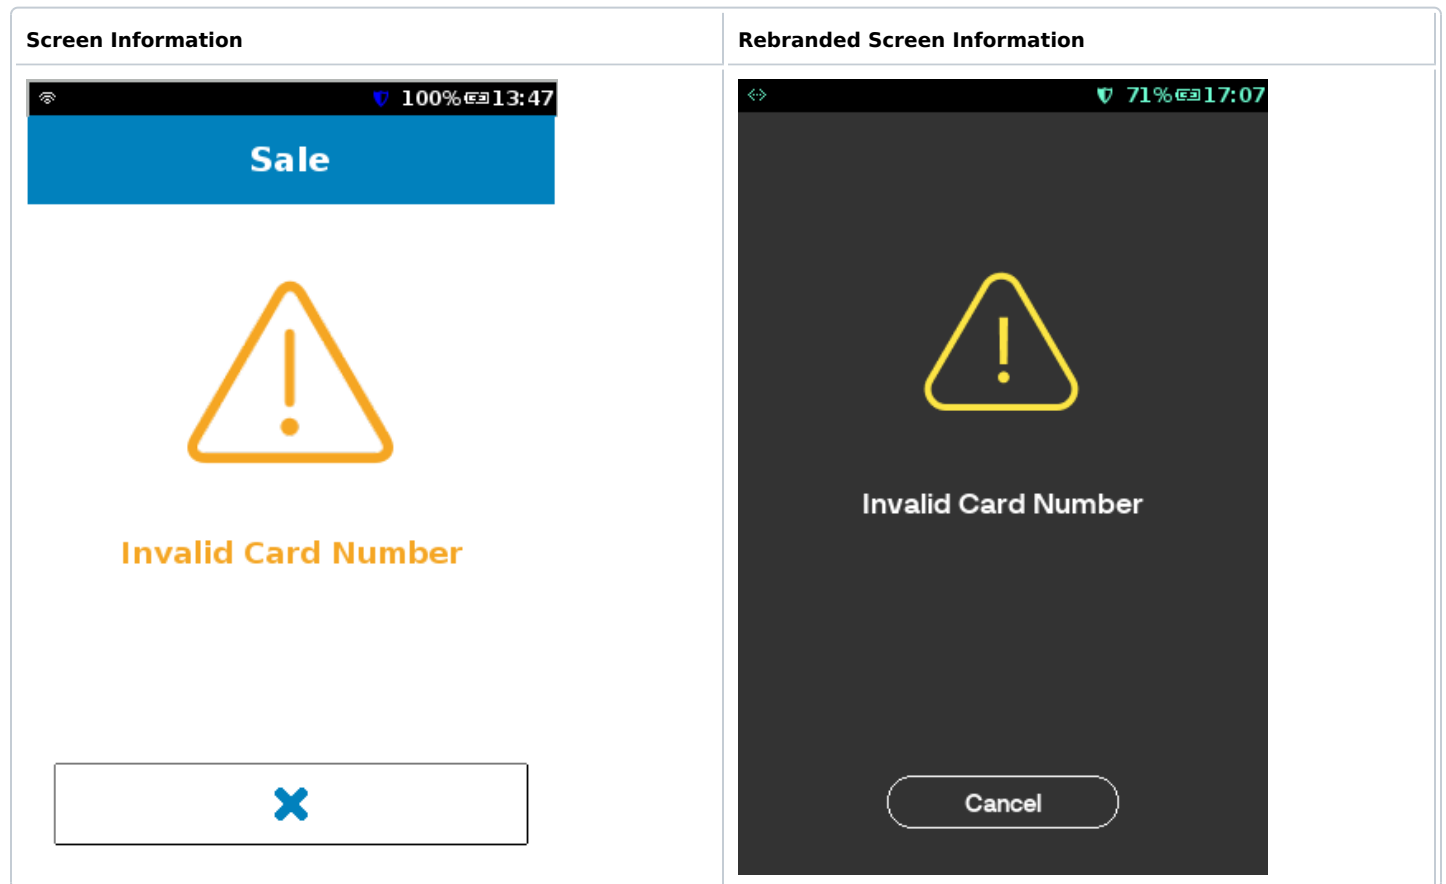 Screen Information
Rebranded Screen Information
100% 13:47
Sale
Invalid Card Number
71% 17:07
Invalid Card Number
Cancel